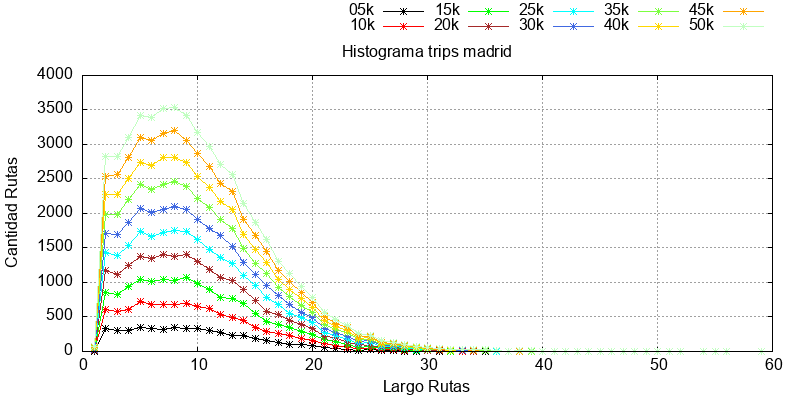 05k 15k 25k 35k 45k
10k 20k 30k 40k 50k
Histograma trips madrid
4000
3500
3000
2500
2000
1500
1000
500
0
Cantidad Rutas
0 10 20 30 40 50 60
Largo Rutas